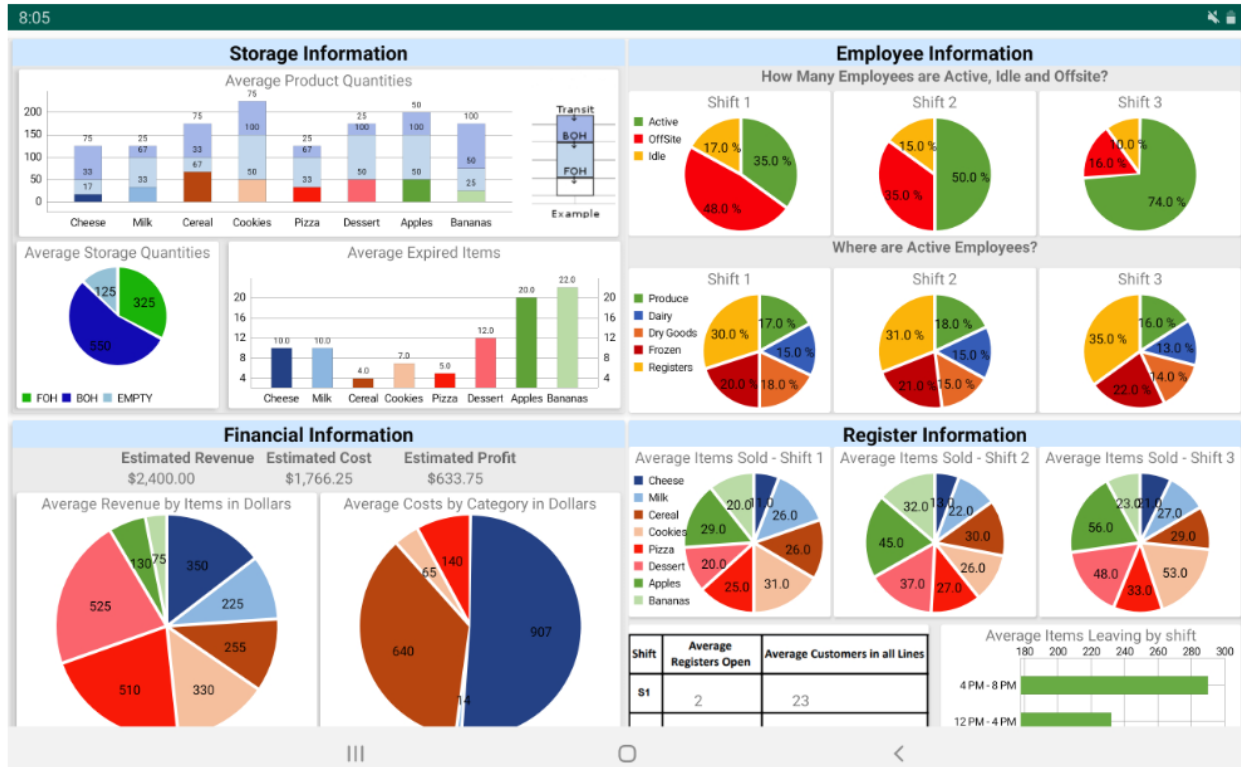 8:05
Storage Information
Average Product Quantities
200
150
100
50
0
75
33
17
25
67
33
75
33
67
75
100
50
25
67
33
25
100
50
50
100
50
100
50
25
Cheese Milk Cereal Cookies Pizza Dessert Apples Bananas
Transit
BOH
FOH
Example
Average Storage Quantities
125
325
550
FOH BOH EMPTY
Average Expired Items
20
16
12
8
4
10.0 10.0 4.0 7.0 5.0 12.0 20.0 22.0
20
16
12
8
4
Cheese Milk Cereal Cookies Pizza Dessert Apples Bananas
Employee Information
How Many Employees are Active, Idle and Offsite?
Active
OffSite
Idle
Shift 1
17.0 %
35.0 %
48.0 %
Shift 2
15.0 %
50.0 %
35.0 %
Shift 3
10.0 %
16.0 %
74.0 %
Where are Active Employees?
Produce
Dairy
Dry Goods
Frozen
Registers
Shift 1
30.0 %
17.0 %
15.0 %
20.0 %
18.0 %
Shift 2
31.0 %
18.0 %
15.0 %
21.0 %
15.0 %
Shift 3
35.0 %
16.0 %
13.0 %
22.0 %
14.0 %
Financial Information
Estimated Revenue Estimated Cost Estimated Profit
$2,400.00 $1,766.25 $633.75
Average Revenue by Items in Dollars
130
75
350
525
225
255
510
330
Average Costs by Category in Dollars
140
65
907
640
14
Register Information
Average Items Sold - Shift 1
Cheese
Milk
Cereal
Cookies
Pizza
Dessert
Apples
Bananas
20.0
11.0
26.0
29.0
26.0
20.0
25.0
31.0
Average Items Sold - Shift 2
32.0
13.0
22.0
45.0
30.0
37.0
26.0
27.0
Average Items Sold - Shift 3
23.0
21.0
27.0
56.0
29.0
48.0
53.0
33.0
Shift
Average Registers Open
Average Customers in all Lines
S1 2 23
Average Items Leaving by shift
180 200 220 240 260 280 300
4 PM - 8 PM
12 PM - 4 PM